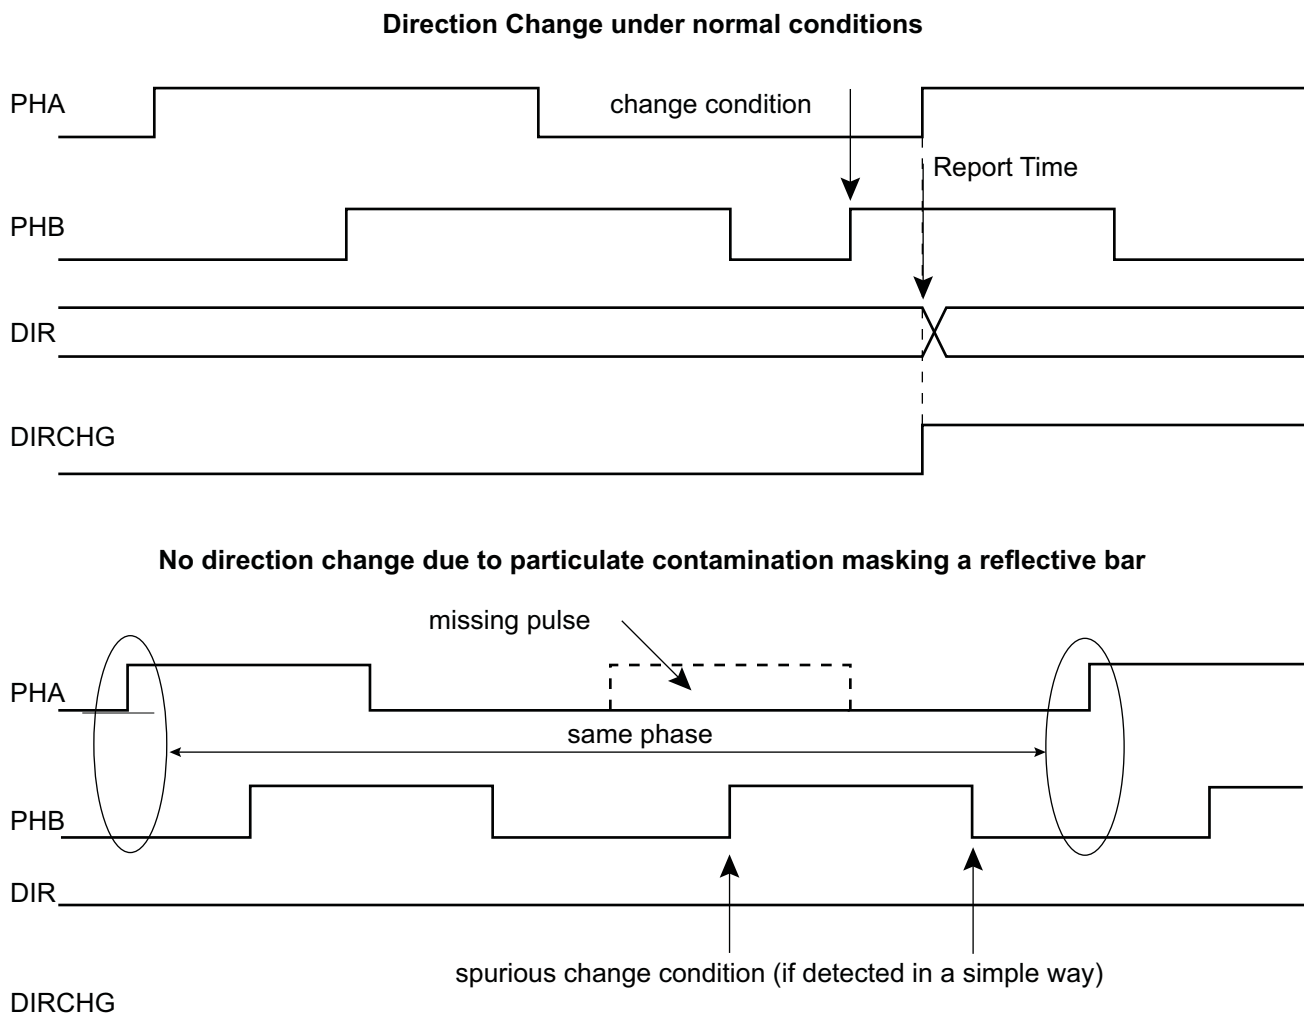 Direction Change under normal conditions
PHA
change condition
Report Time
PHB
DIR
DIRCHG
No direction change due to particulate contamination masking a reflective bar
missing pulse
PHA
same phase
PHB
DIR
spurious change condition (if detected in a simple way)
DIRCHG